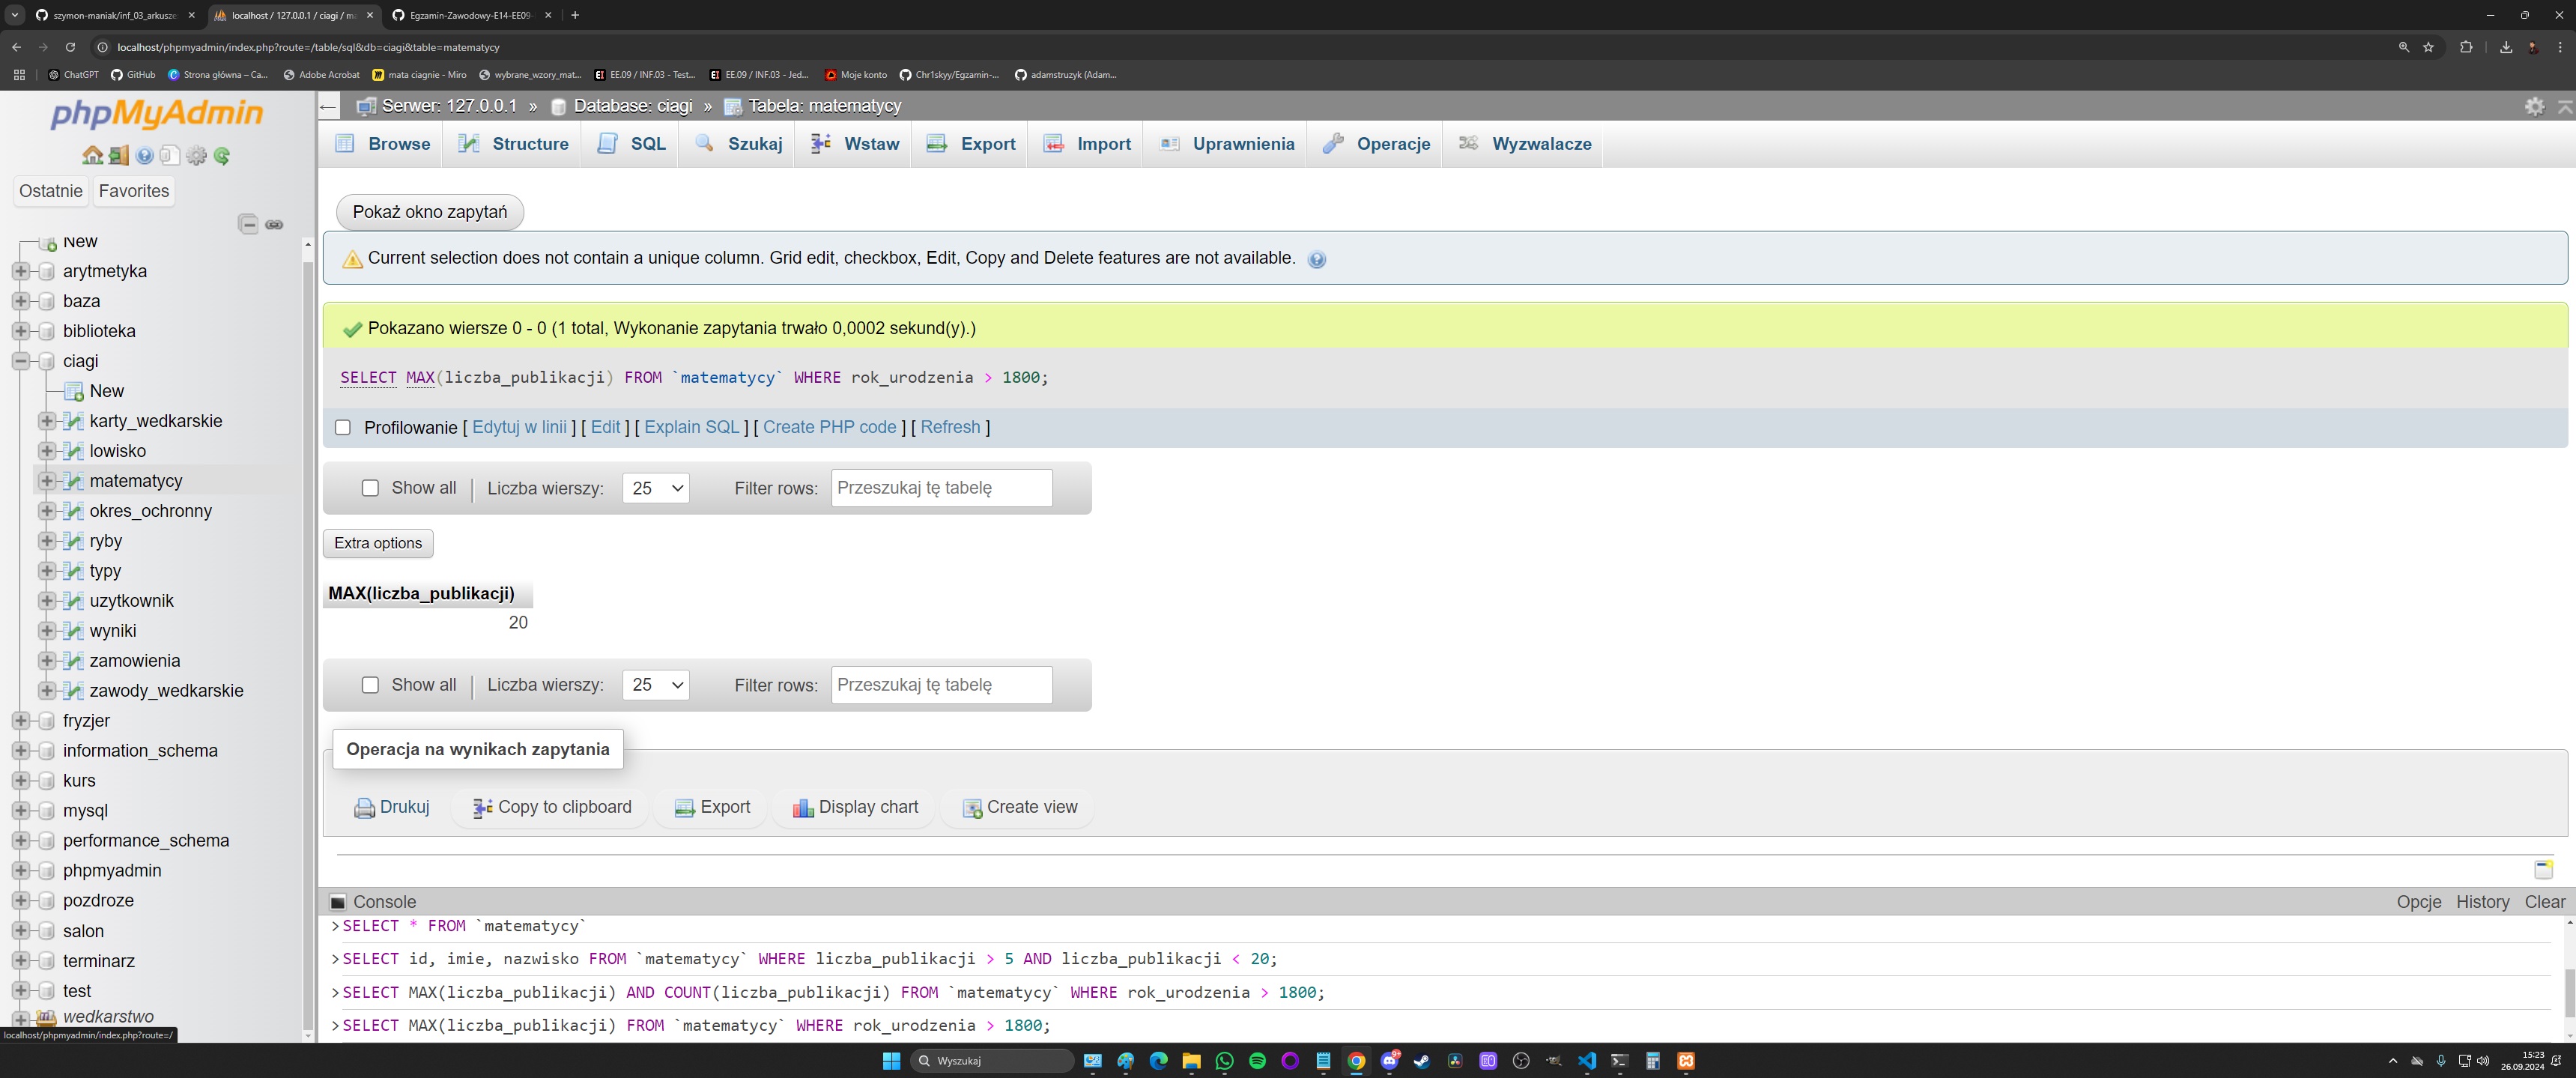 szymon-maniak/inf_03_arkusze
localhost / 127.0.0.1 / ciagi / ma
Egzamin-Zawodowy-E14-EE09-
localhost/phpmyadmin/index.php?route=/table/sql&db=ciagi&table=matematycy
ChatGPT
GitHub
Strona główna – Ca...
Adobe Acrobat
mata ciagnie - Miro
wybrane_wzory_mat...
EE.09 / INF.03 - Test...
EE.09 / INF.03 - Jed...
Moje konto
Chr1skyy/Egzamin-...
adamstruzyk (Adam...
phpMyAdmin
Ostatnie
Favorites
New
arytmetyka
baza
biblioteka
ciagi
New
karty_wedkarskie
lowisko
matematycy
okres_ochronny
ryby
typy
uzytkownik
wyniki
zamowienia
zawody_wedkarskie
fryzjer
information_schema
kurs
mysql
performance_schema
phpmyadmin
pozdroze
salon
terminarz
test
wedkarstwo
localhost/phpmyadmin/index.php?route=/
Serwer: 127.0.0.1 » Database: ciagi » Tabela: matematycy
Browse Structure SQL Szukaj Wstaw Export Import Uprawnienia Operacje Wyzwalacze
Pokaż okno zapytań
Current selection does not contain a unique column. Grid edit, checkbox, Edit, Copy and Delete features are not available.
Pokazano wiersze 0 - 0 (1 total, Wykonanie zapytania trwało 0,0002 sekund(y).)
SELECT MAX(liczba_publikacji) FROM `matematycy` WHERE rok_urodzenia > 1800;
Profilowanie [ Edytuj w linii ] [ Edit ] [ Explain SQL ] [ Create PHP code ] [ Refresh ]
Show all | Liczba wierszy: 25 Filter rows: Przeszukaj tę tabelę
Extra options
MAX(liczba_publikacji)
20
Show all | Liczba wierszy: 25 Filter rows: Przeszukaj tę tabelę
Operacja na wynikach zapytania
Drukuj Copy to clipboard Export Display chart Create view
Console Opcje History Clear
>SELECT * FROM `matematycy`
>SELECT id, imie, nazwisko FROM `matematycy` WHERE liczba_publikacji > 5 AND liczba_publikacji < 20;
>SELECT MAX(liczba_publikacji) AND COUNT(liczba_publikacji) FROM `matematycy` WHERE rok_urodzenia > 1800;
>SELECT MAX(liczba_publikacji) FROM `matematycy` WHERE rok_urodzenia > 1800;
Wyszukaj
15:23
26.09.2024